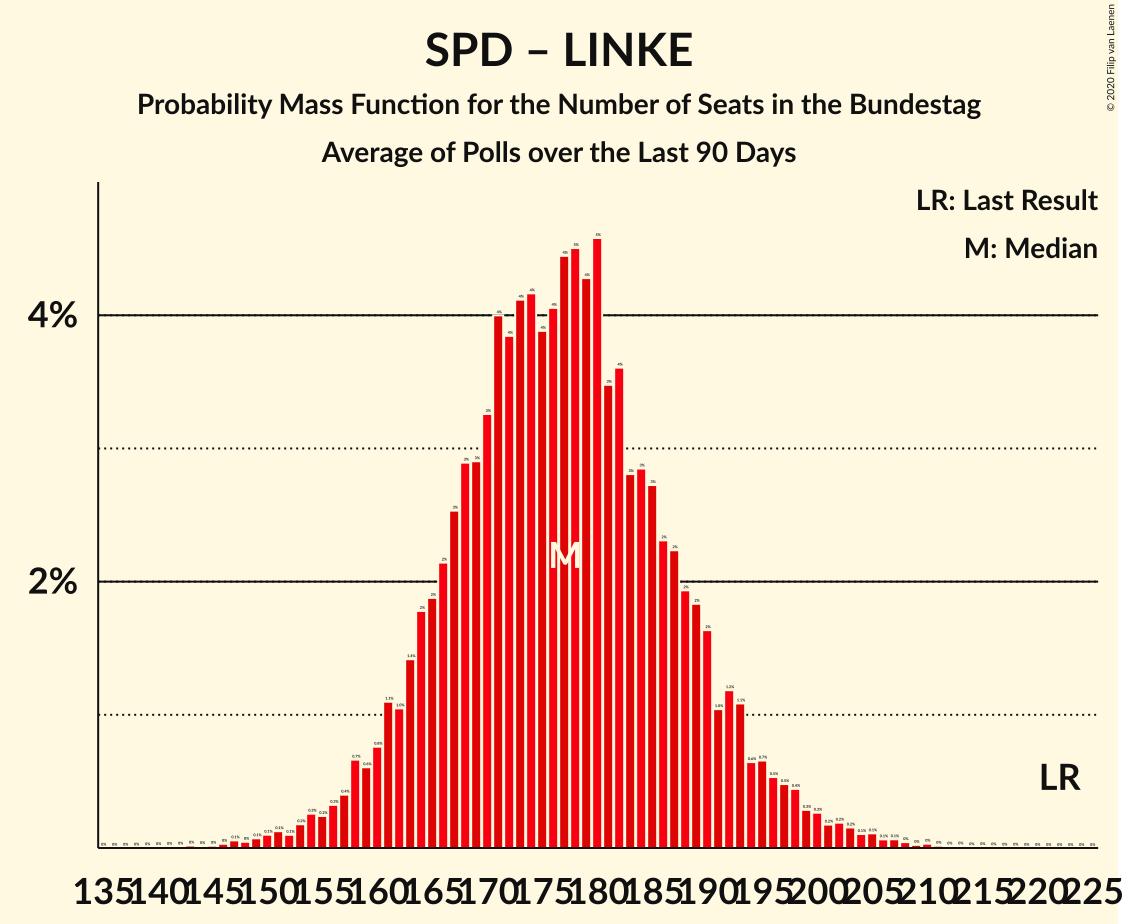 SPD – LINKE
Probability Mass Function for the Number of Seats in the Bundestag
Average of Polls over the Last 90 Days
© 2020 Filip van Laenen
LR: Last Result
M: Median
4%
2%
M
LR
135 140 145 150 155 160 165 170 175 180 185 190 195 200 205 210 215 220 225